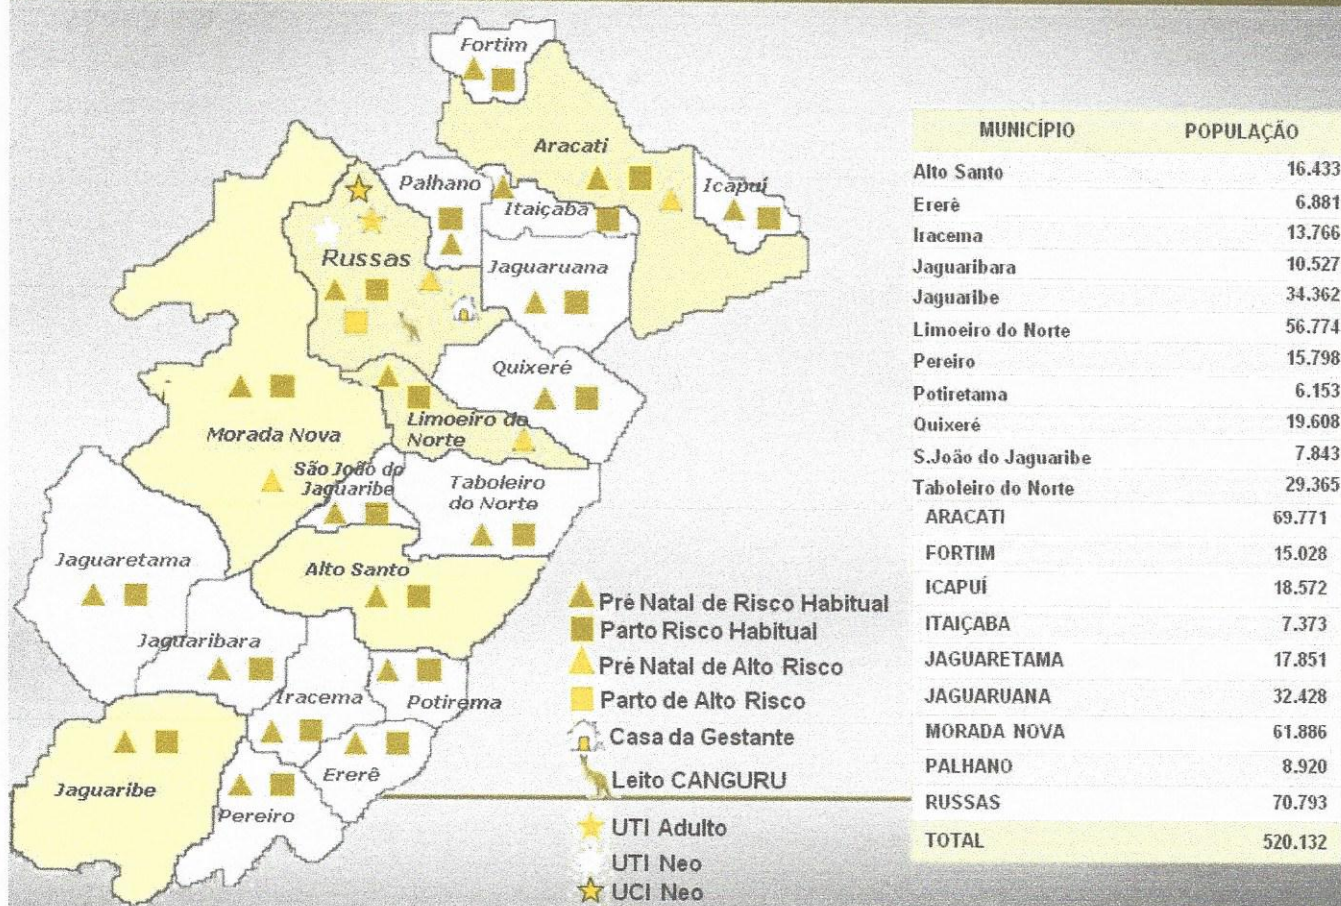 Fortim
Aracati
Palhano
Icapuí
Itaiçaba
Russas
Jaguaruana
Quixeré
Limoeiro do
Norte
Morada Nova
São João do
Jaguaribe
Taboleiro
do Norte
Jaguaretama
Alto Santo
Jaguaribara
Iracema
Potirema
Ererê
Jaguaribe
Pereiro
Pré Natal de Risco Habitual
Parto Risco Habitual
Pré Natal de Alto Risco
Parto de Alto Risco
Casa da Gestante
Leito CANGURU
UTI Adulto
UTI Neo
UCI Neo
MUNICÍPIO POPULAÇÃO
Alto Santo 16.433
Ererê 6.881
Iracema 13.766
Jaguaribara 10.527
Jaguaribe 34.362
Limoeiro do Norte 56.774
Pereiro 15.798
Potiretama 6.153
Quixeré 19.608
S.João do Jaguaribe 7.843
Taboleiro do Norte 29.365
ARACATI 69.771
FORTIM 15.028
ICAPUÍ 18.572
ITAIÇABA 7.373
JAGUARETAMA 17.851
JAGUARUANA 32.428
MORADA NOVA 61.886
PALHANO 8.920
RUSSAS 70.793
TOTAL 520.132